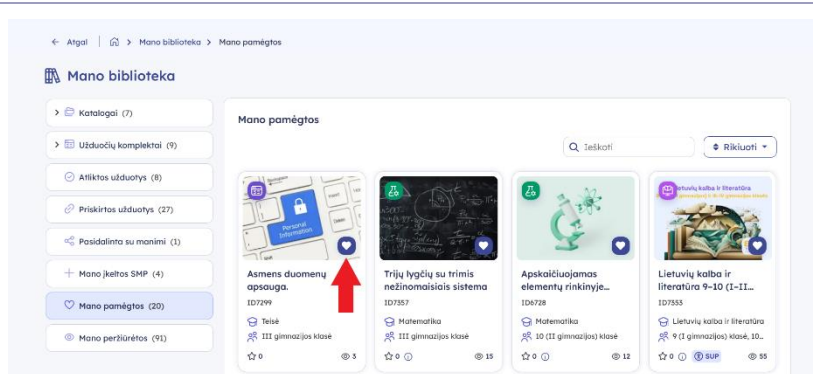 Atgal
Mano biblioteka
Mano pamėgtos
Mano biblioteka
Katalogai (7)
Užduočių komplektai (9)
Atliktos užduotys (8)
Priskirtos užduotys (27)
Pasidalinta su manimi (1)
Mano įkeltos SMP (4)
Mano pamėgtos (20)
Mano peržiūrėtos (91)
Mano pamėgtos
Ieškoti
Rikiuoti
Personal
Information
Asmens duomenų
apsauga.
ID7299
Teisė
III gimnazijos klasė
0
3
Trijų lygčių su trimis
nežinomaisiais sistema
ID7357
Matematika
III gimnazijos klasė
0
15
Apskaičiuojamas
elementų rinkinyje...
ID6728
Matematika
10 (II gimnazijos) klasė
0
12
Lietuvių kalba ir literatūra
Lietuvių kalba ir
literatūra 9–10 (I–II...
ID7353
Lietuvių kalba ir literatūra
9 (I gimnazijos) klasė, 10...
0
SUP
55